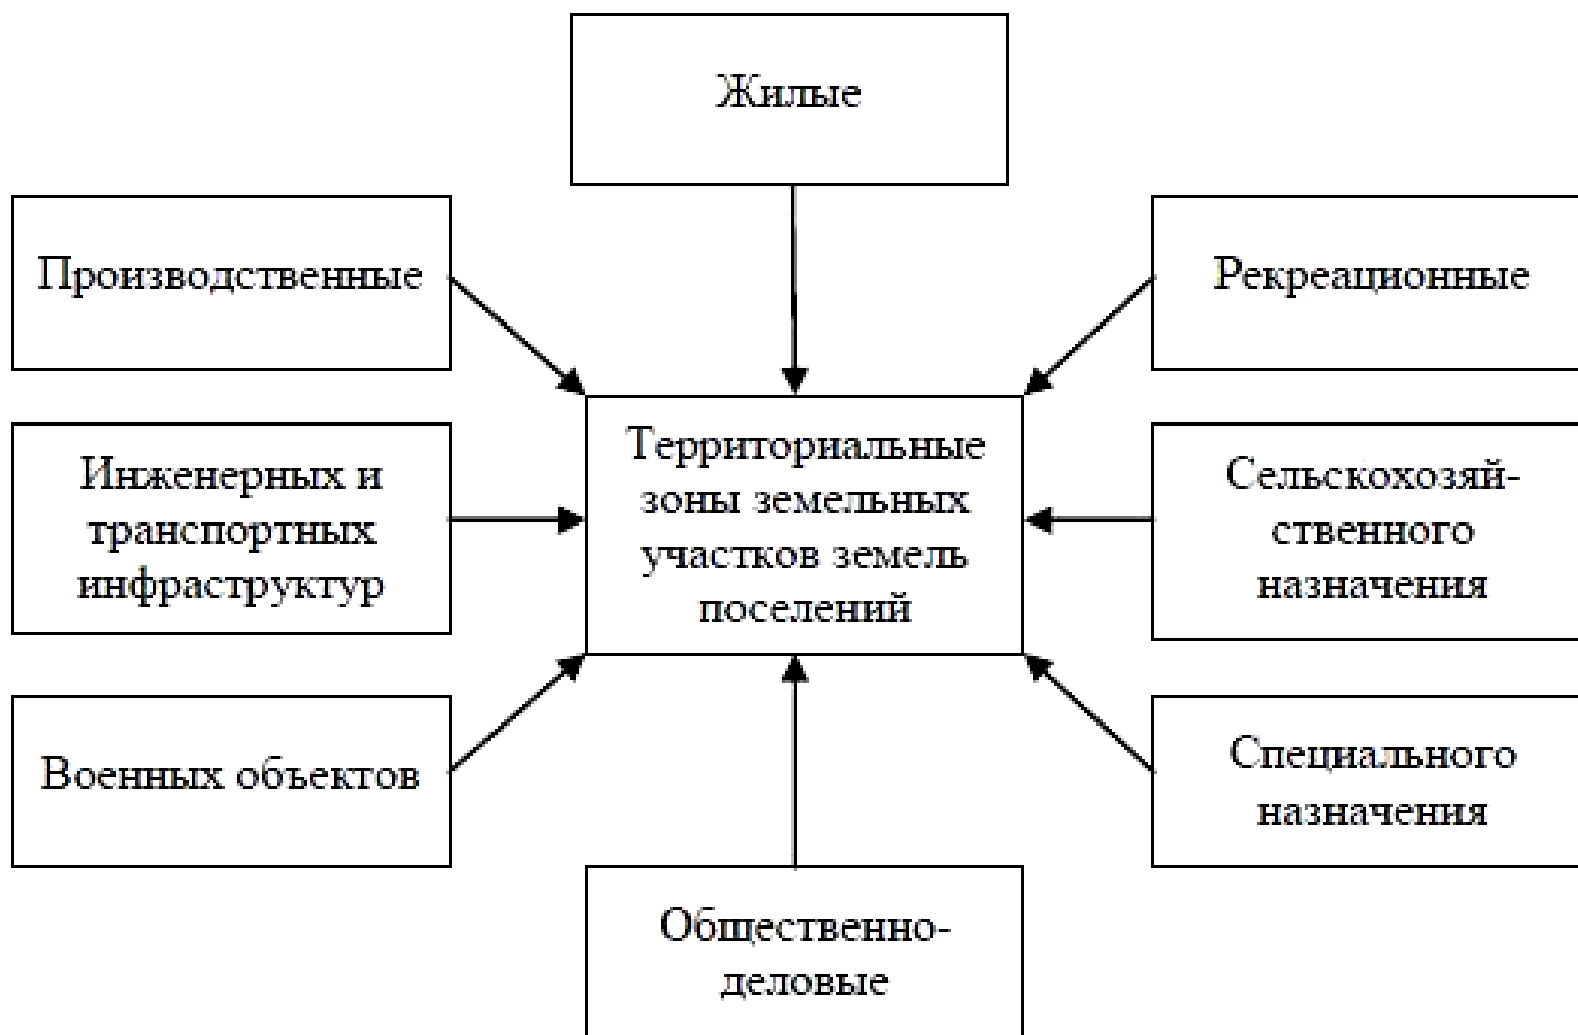 Жилые
Производственные
Рекреационные
Инженерных и
транспортных
инфраструктур
Территориальные
зоны земельных
участков земель
поселений
Сельскохозяй-
ственного
назначения
Военных объектов
Специального
назначения
Общественно-
деловые